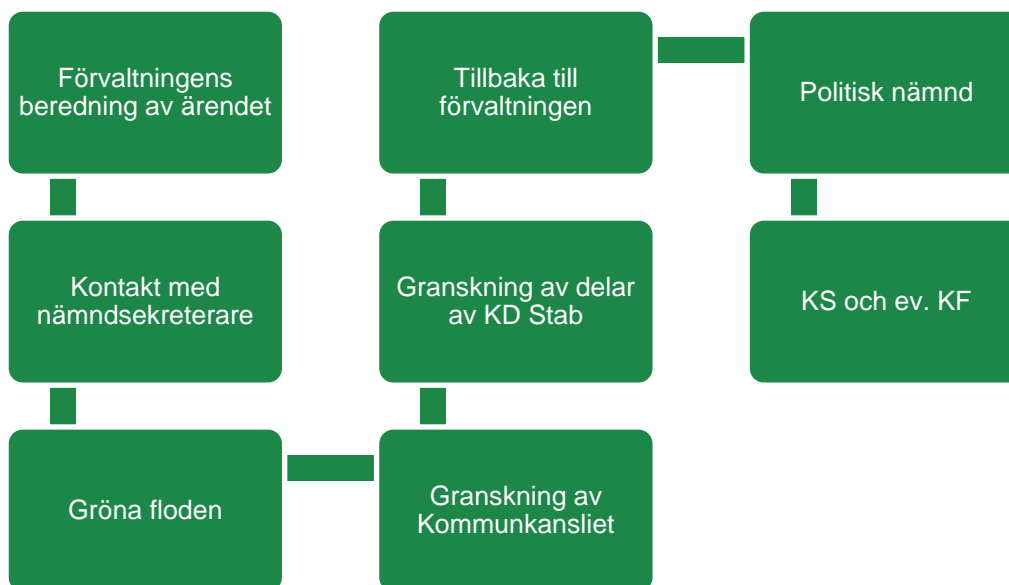 Förvaltningens
beredning av ärendet
Kontakt med
nämndsekreterare
Gröna floden
Granskning av
Kommunkansliet
Granskning av delar
av KD Stab
Tillbaka till
förvaltningen
Politisk nämnd
KS och ev. KF